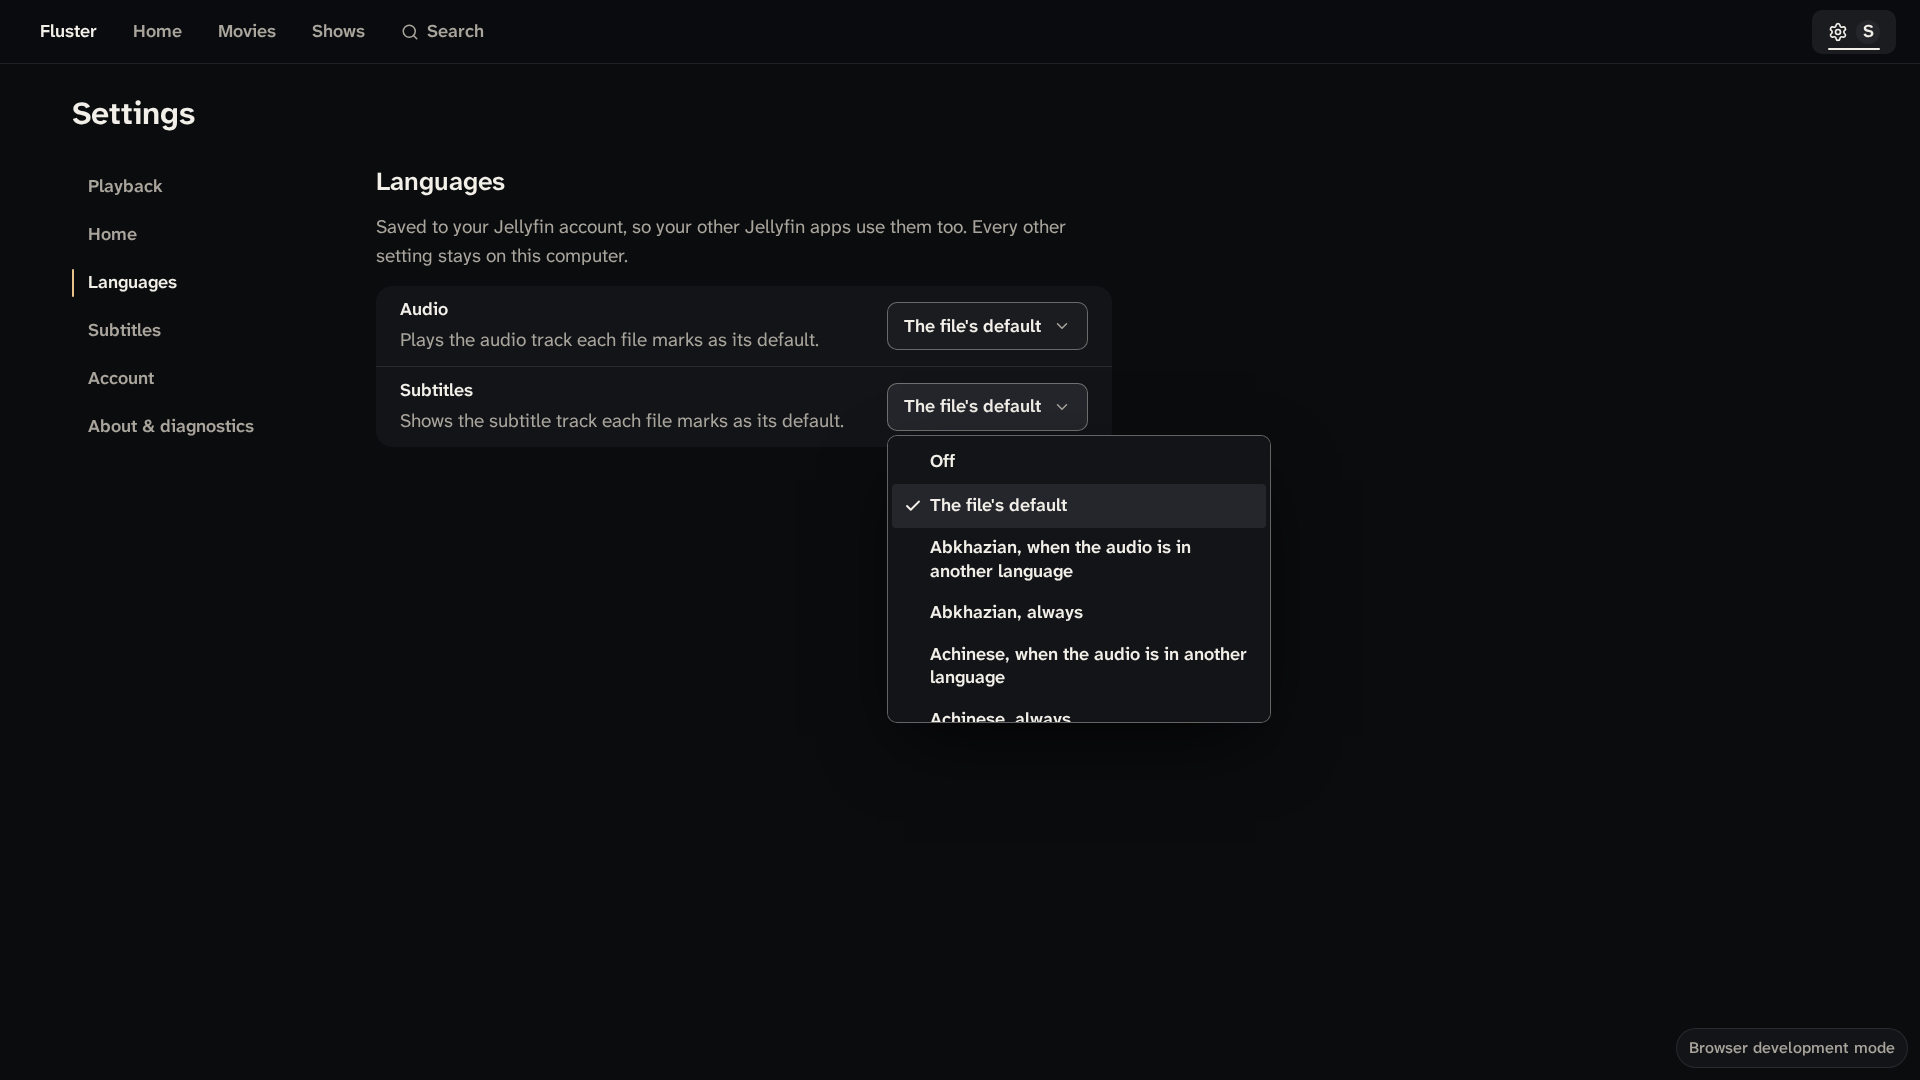 Fluster
Home
Movies
Shows
Search
S
Settings
Playback
Home
Languages
Subtitles
Account
About & diagnostics
Languages
Saved to your Jellyfin account, so your other Jellyfin apps use them too. Every other
setting stays on this computer.
Audio
Plays the audio track each file marks as its default.
The file's default
Subtitles
Shows the subtitle track each file marks as its default.
The file's default
Off
The file's default
Abkhazian, when the audio is in
another language
Abkhazian, always
Achinese, when the audio is in another
language
Achinese, always
Browser development mode